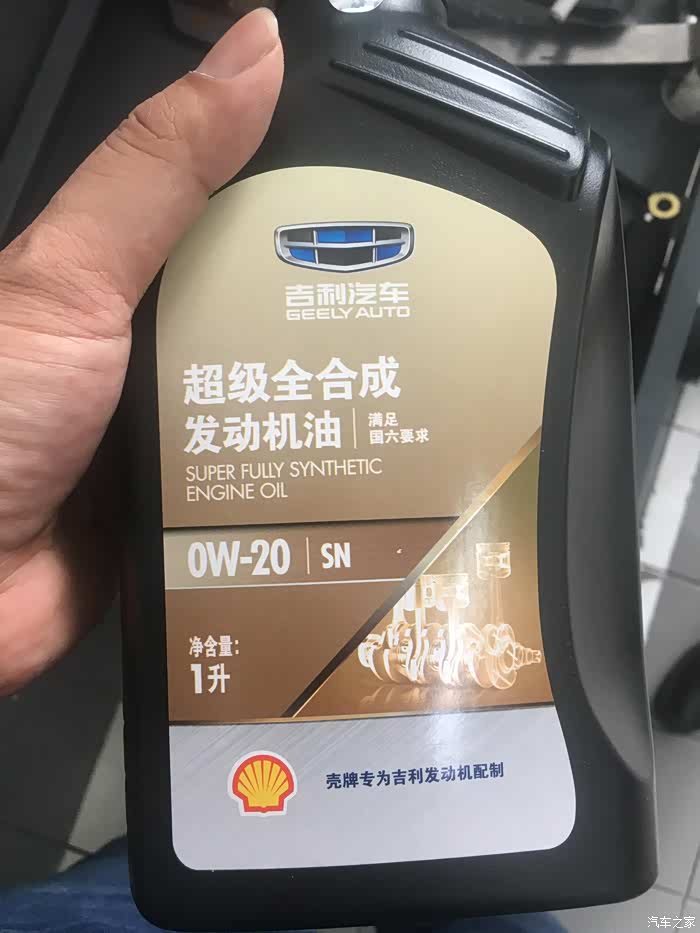 吉利汽车
GEELY AUTO
超级全合成
发动机油
满足
国六要求
SUPER FULLY SYNTHETIC
ENGINE OIL
0W-20
SN
净含量:
1升
壳牌专为吉利发动机配制
汽车之家